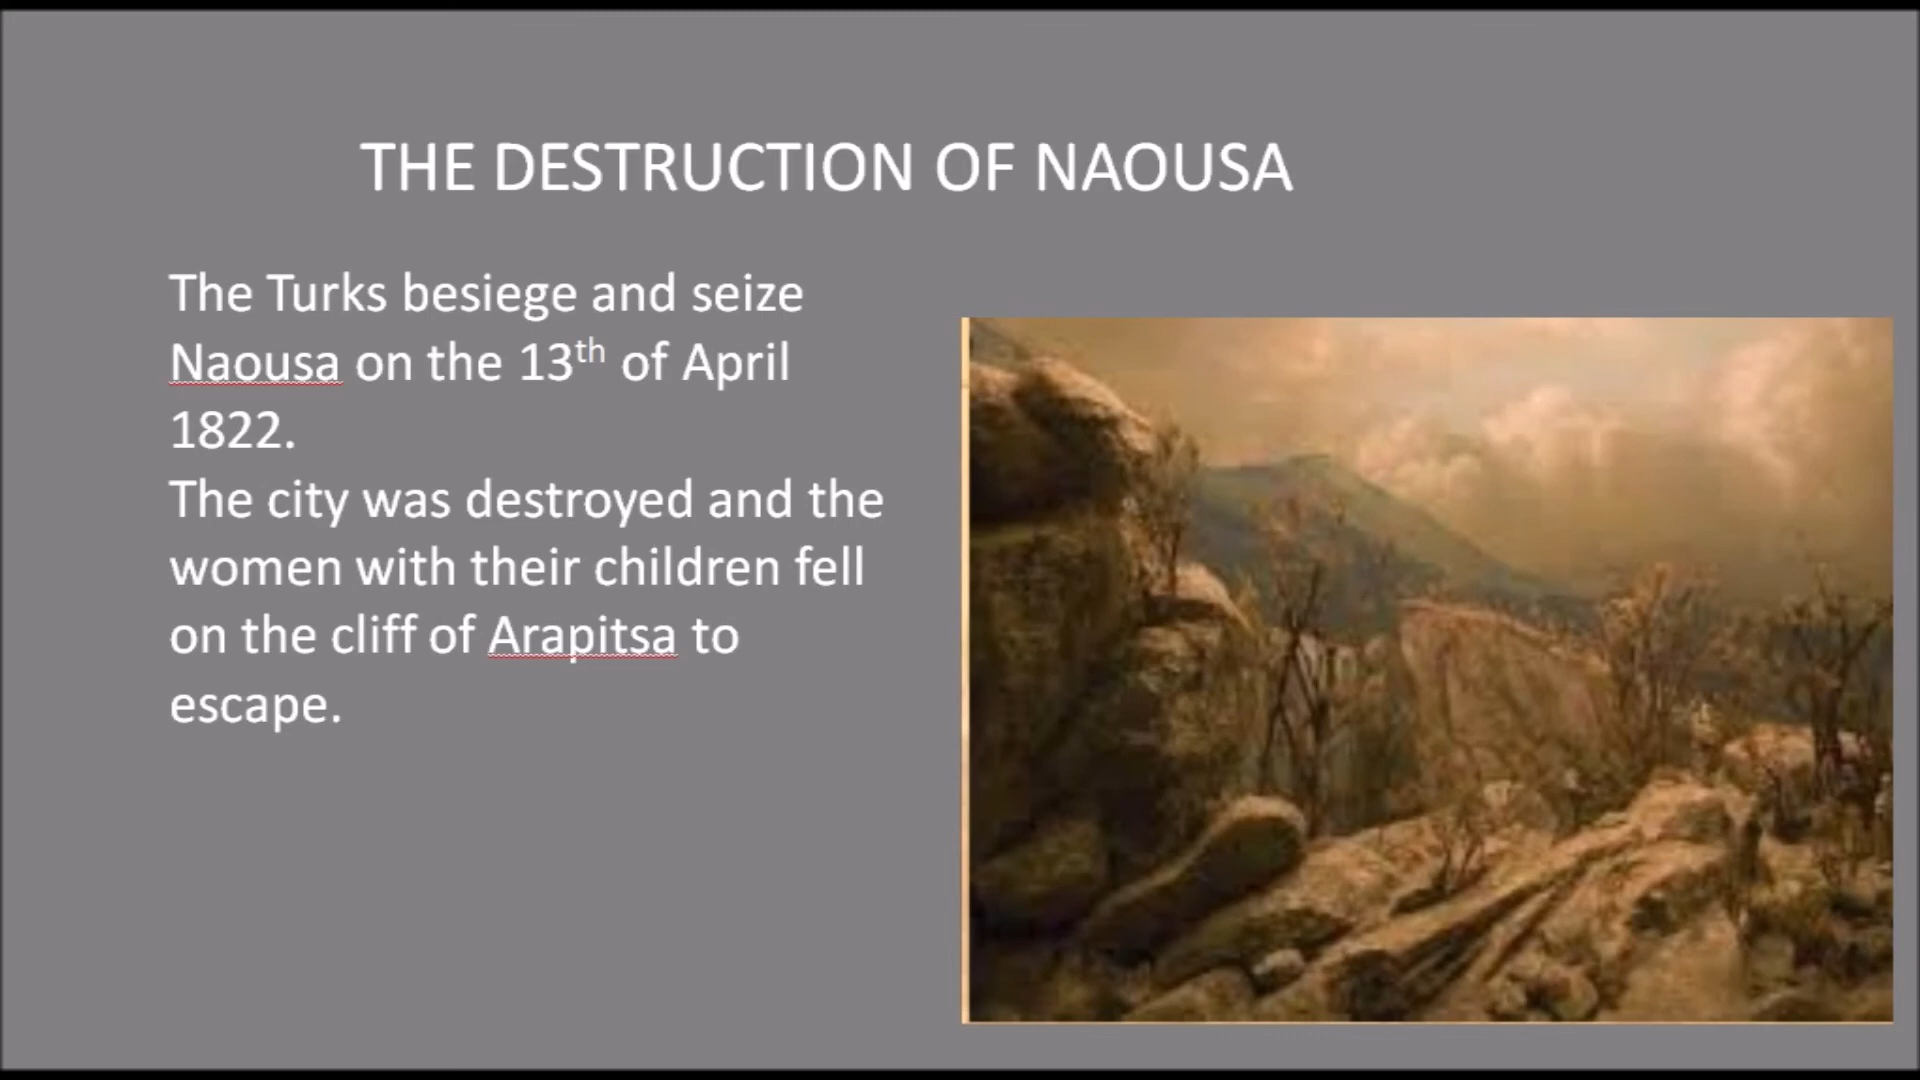 THE DESTRUCTION OF NAOUSA
The Turks besiege and seize
Naousa on the 13th of April
1822.
The city was destroyed and the
women with their children fell
on the cliff of Arapitsa to
escape.